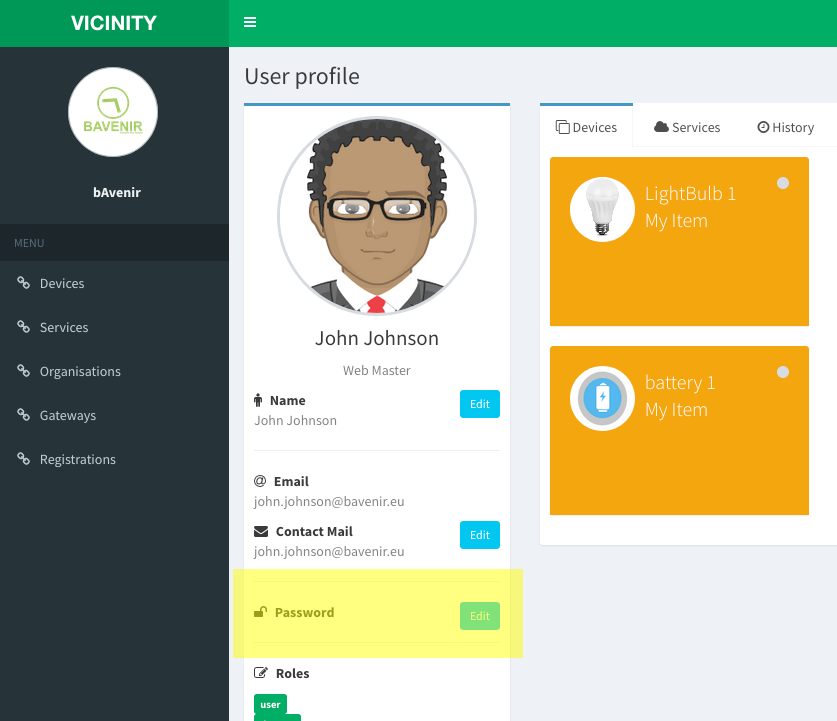 VICINITY
BAVENIR
bAvenir
MENU
Devices
Services
Organisations
Gateways
Registrations
User profile
John Johnson
Web Master
Name
Edit
John Johnson
Email
john.johnson@bavenir.eu
Contact Mail
Edit
john.johnson@bavenir.eu
Password
Edit
Roles
user
Devices
Services
History
LightBulb 1
My Item
battery 1
My Item